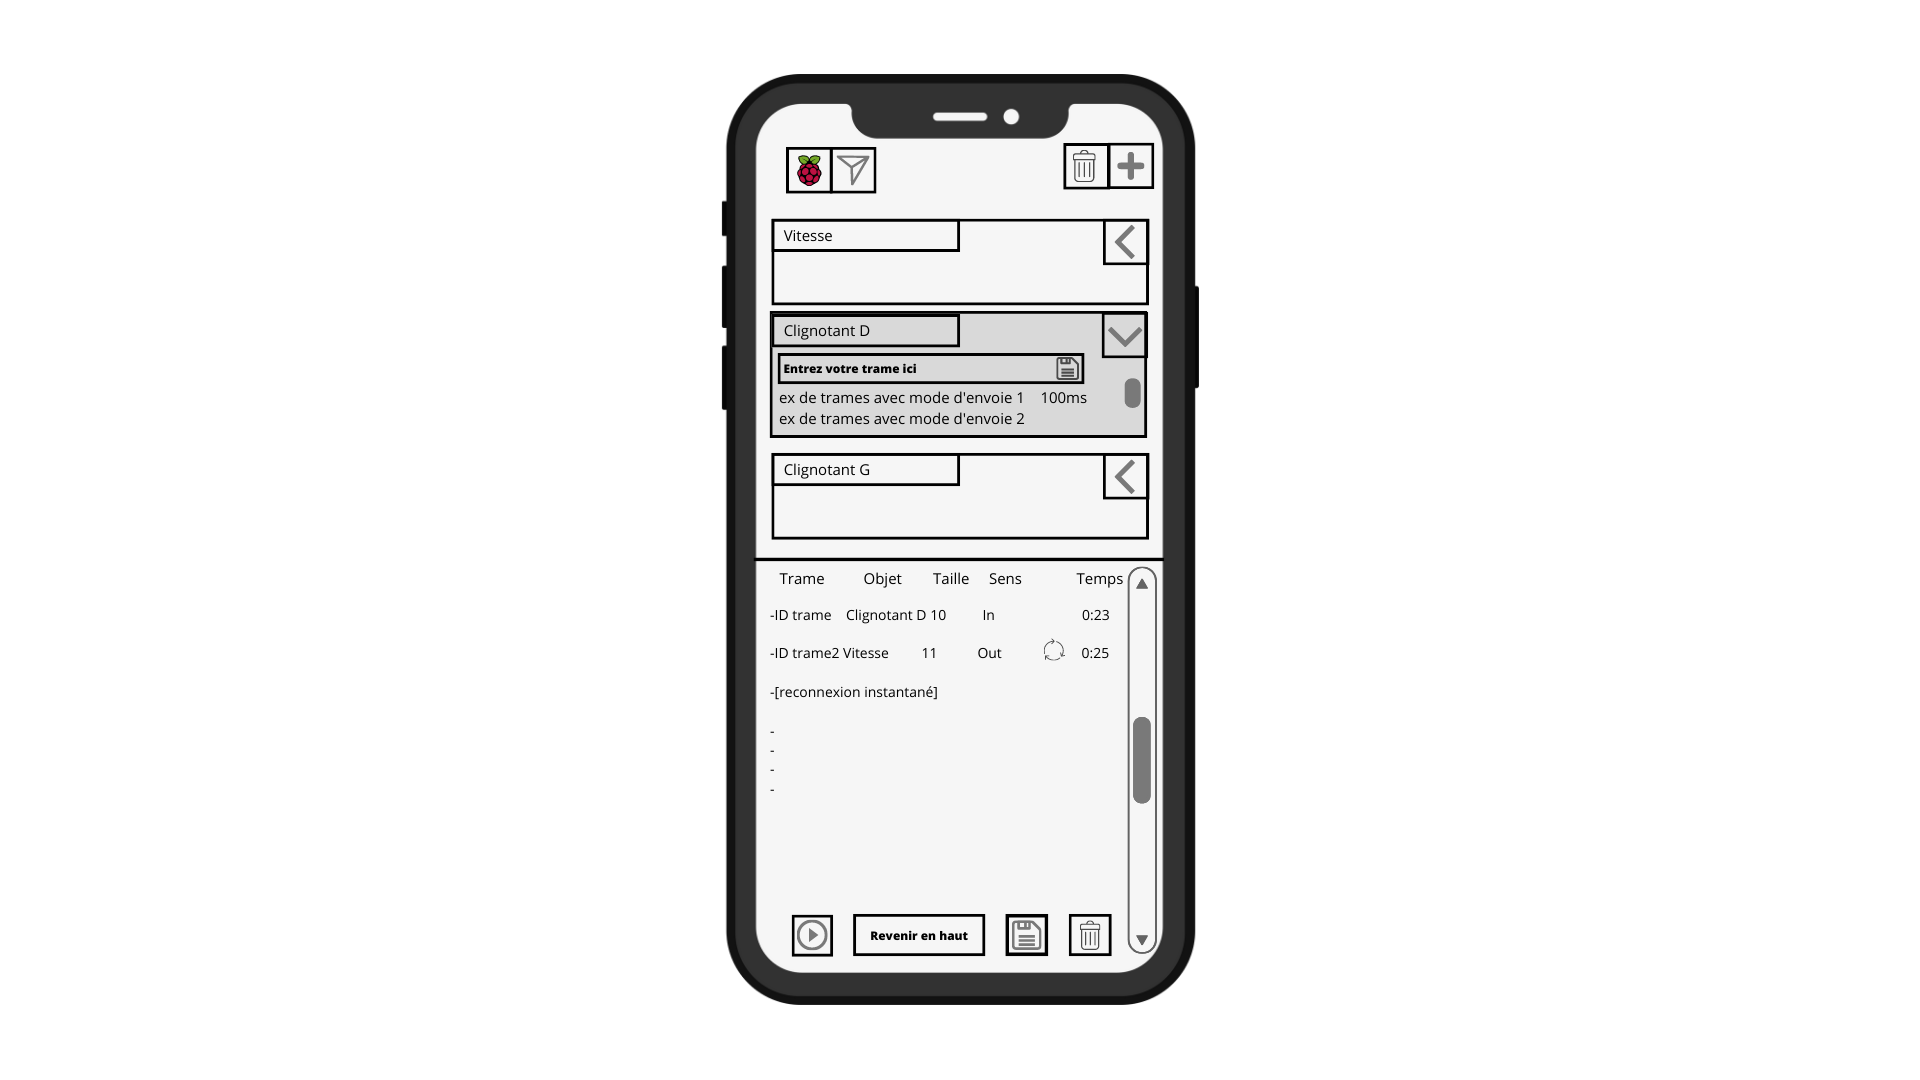 Vitesse
Clignotant D
Entrez votre trame ici
ex de trames avec mode d'envoie 1 100ms
ex de trames avec mode d'envoie 2
Clignotant G
Trame Objet Taille Sens Temps
-ID trame Clignotant D 10 In 0:23
-ID trame2 Vitesse 11 Out 0:25
-[reconnexion instantané]
-
-
-
-
Revenir en haut